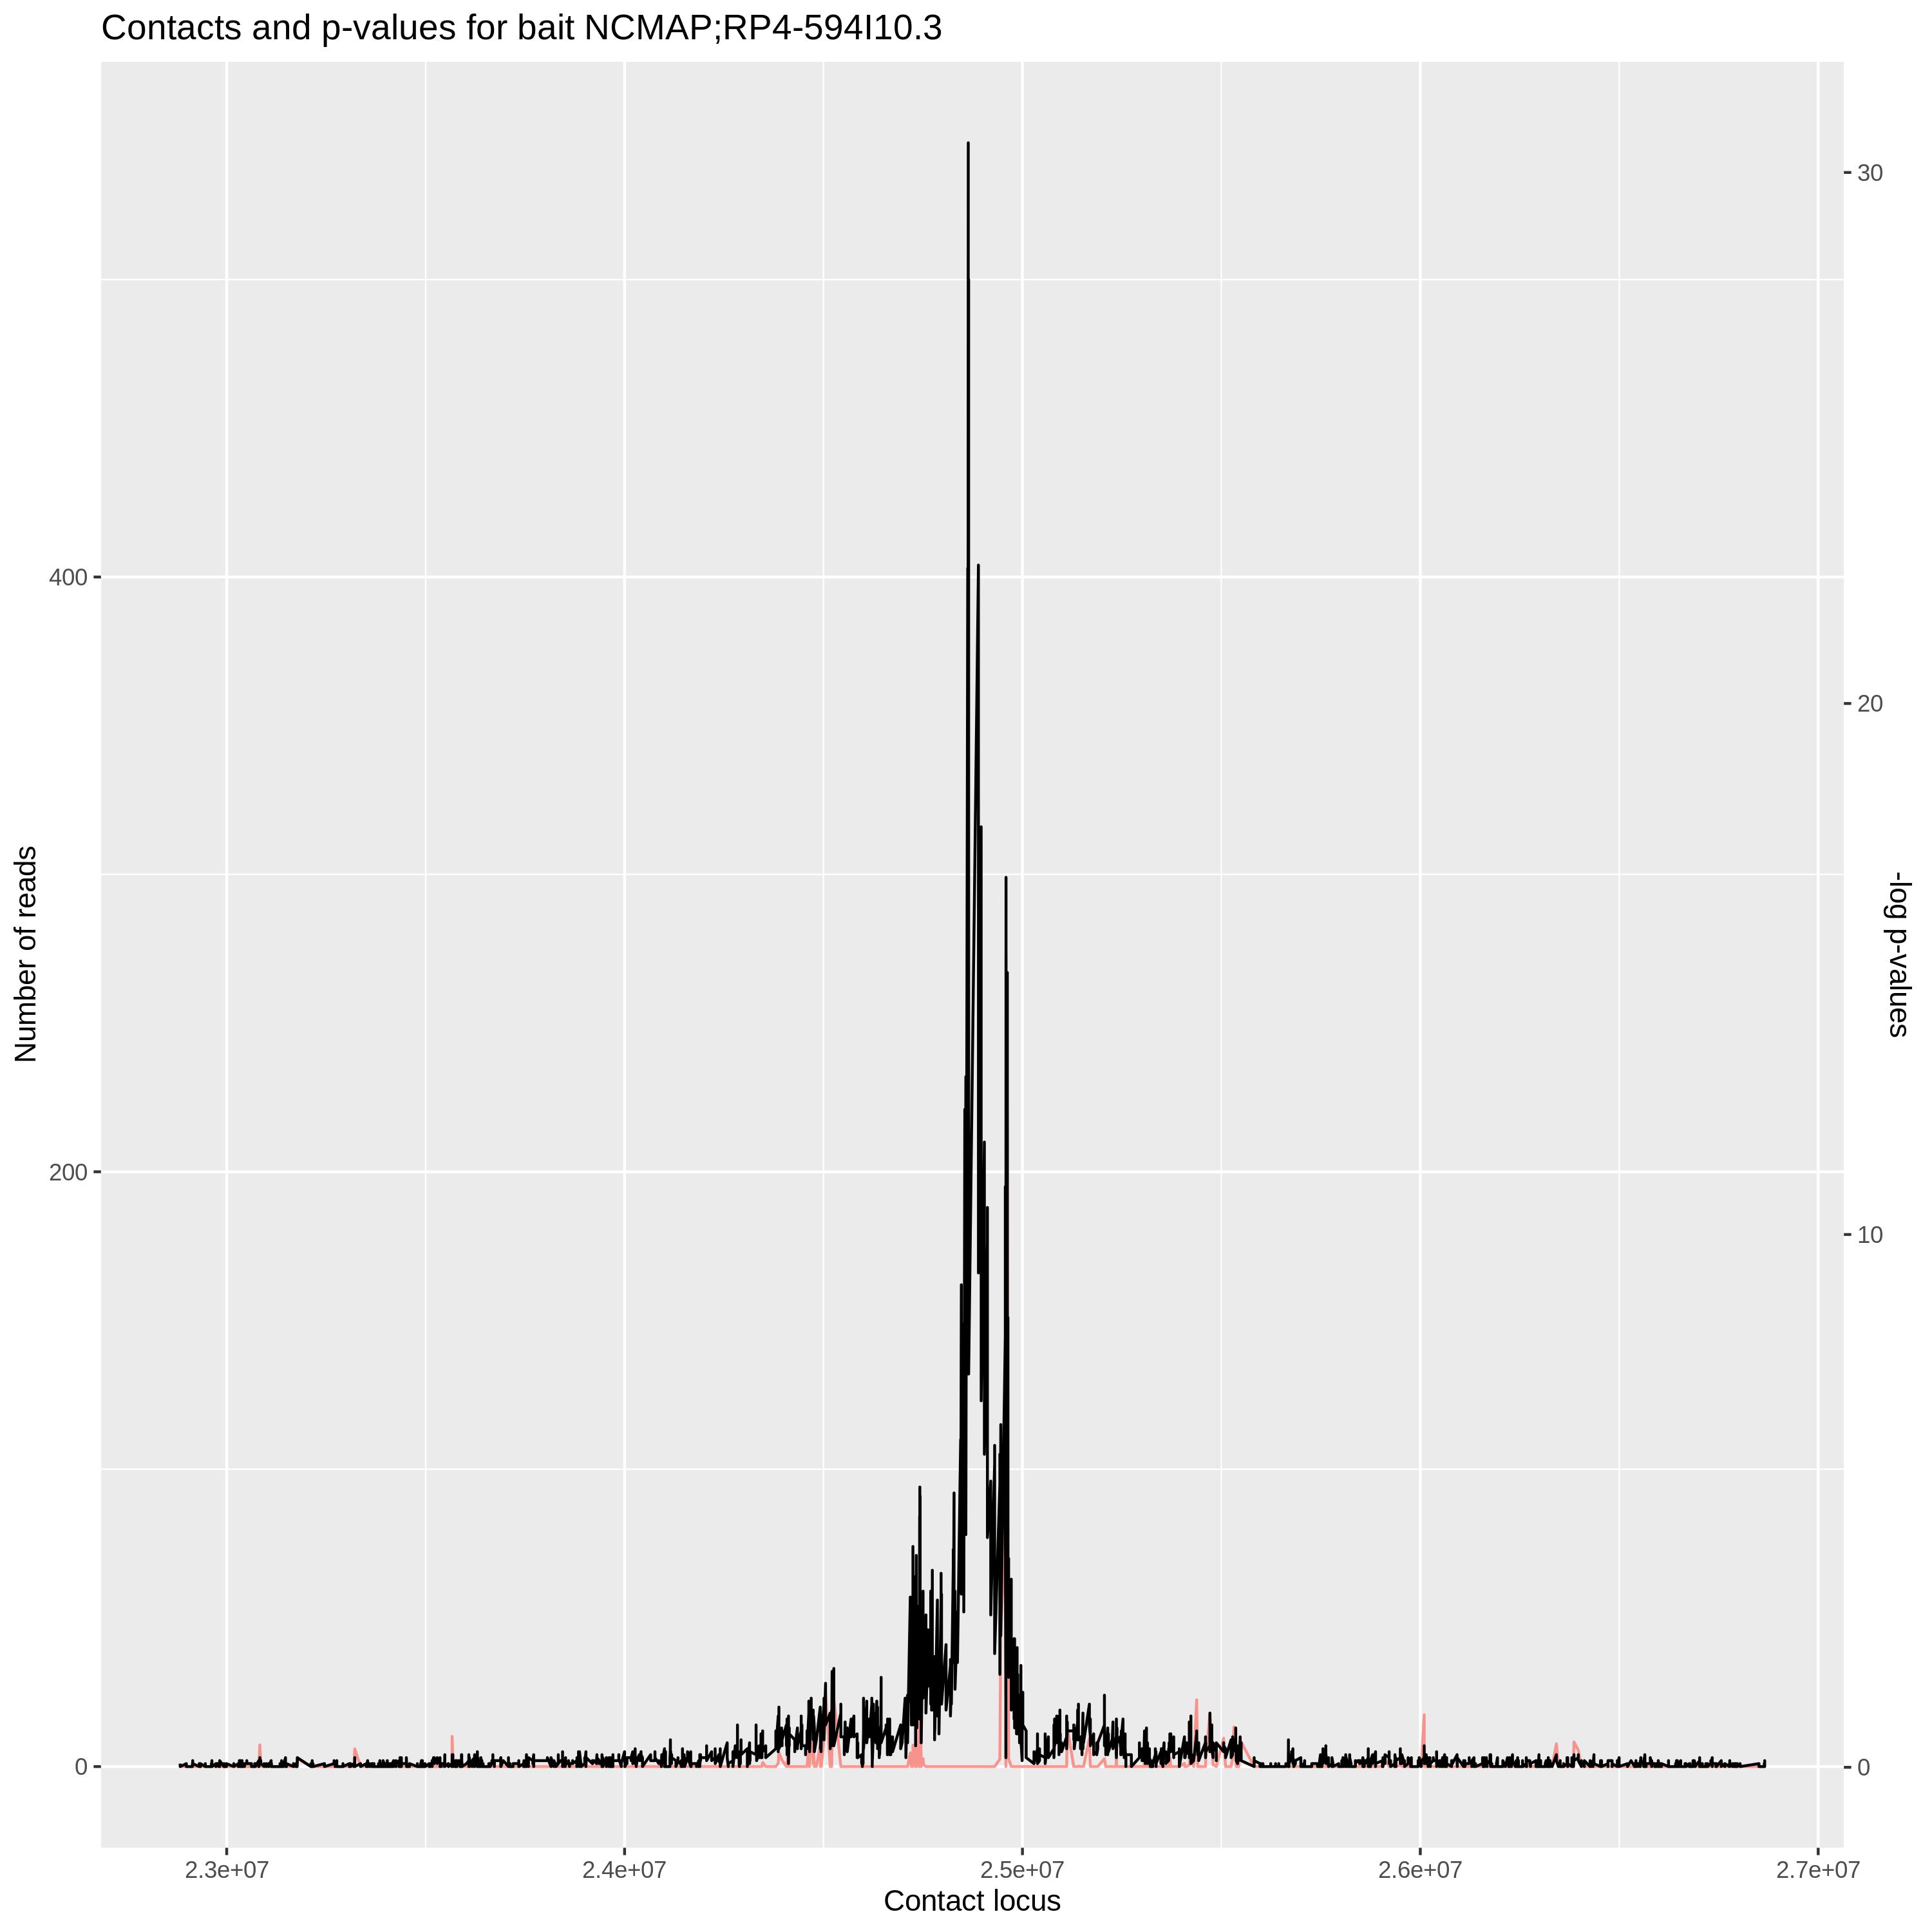 Contacts and p-values for bait NCMAP;RP4-594I10.3
Number of reads
400
200
0
30
20
10
0
-log p-values
2.3e+07
2.4e+07
2.5e+07
2.6e+07
2.7e+07
Contact locus